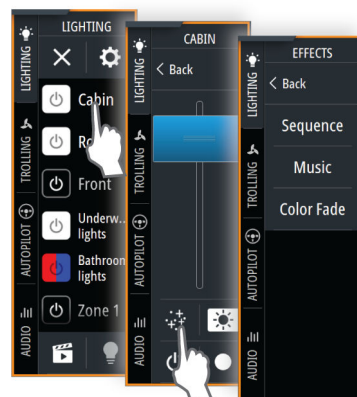 LIGHTING
LIGHTING
TROLLING
AUTOPILOT
AUDIO
Cabin
Front
Underw..
lights
Bathroom
lights
Zone 1
CABIN
< Back
LIGHTING
TROLLING
AUTOPILOT
AUDIO
EFFECTS
< Back
LIGHTING
TROLLING
AUTOPILOT
AUDIO
Sequence
Music
Color Fade